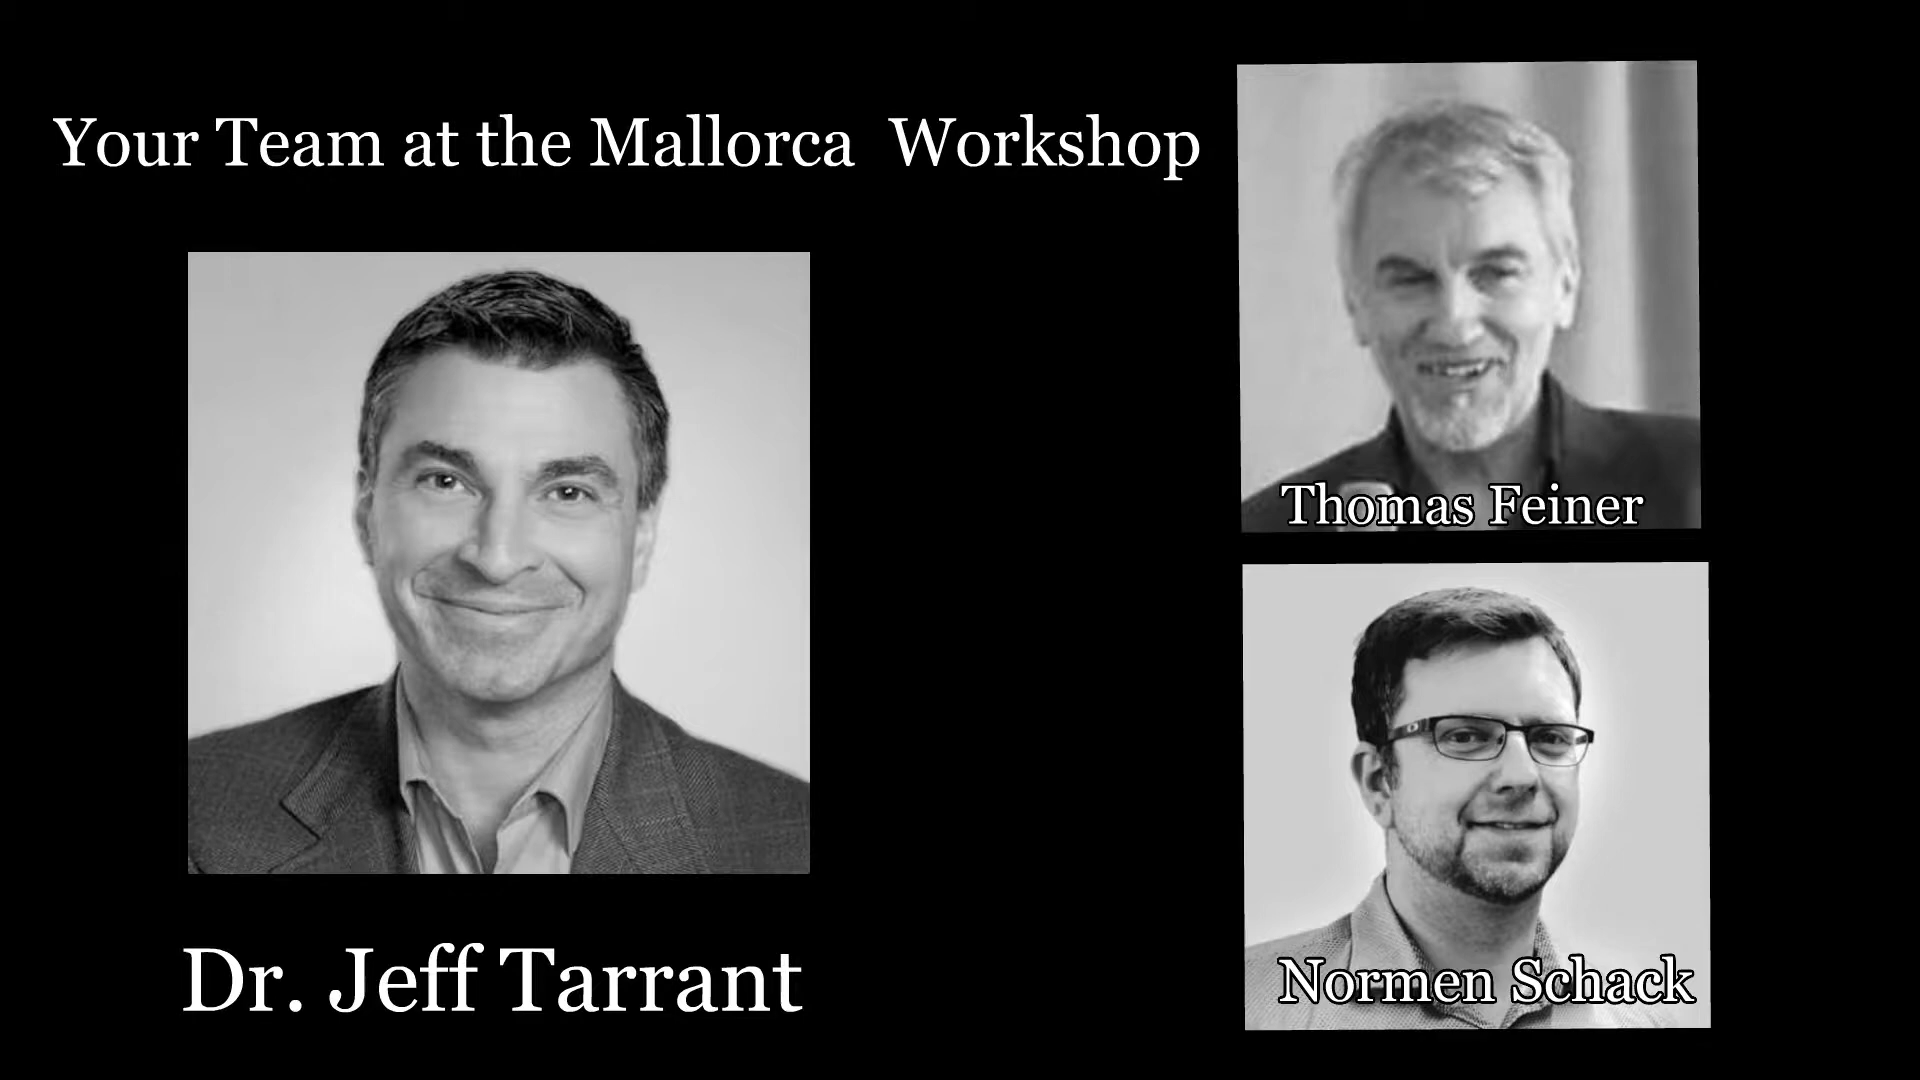 Your Team at the Mallorca  Workshop
Thomas Feiner
Dr. Jeff Tarrant
Normen Schack